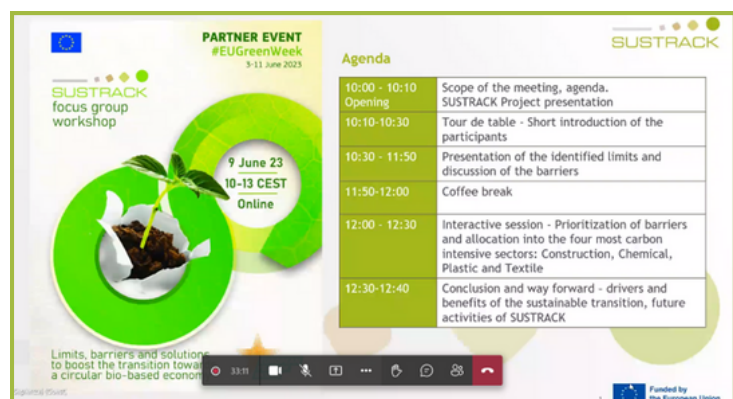 PARTNER EVENT
#EUGreenWeek
3-11 June 2023
SUSTRACK
focus group
workshop
9 June 23
10-13 CEST
Online
Limits, barriers and solutions
to boost the transition
a circular bio-based
33:11
SUSTRACK
Agenda
10:00 - 10:10
Opening
Scope of the meeting, agenda.
SUSTRACK Project presentation
10:10-10:30
Tour de table - Short introduction of the
participants
10:30 - 11:50
Presentation of the identified limits and
discussion of the barriers
11:50-12:00
Coffee break
12:00 - 12:30
Interactive session - Prioritization of barriers
and allocation into the four most carbon
intensive sectors: Construction, Chemical,
Plastic and Textile
12:30-12:40
Conclusion and way forward - drivers and
benefits of the sustainable transition, future
activities of SUSTRACK
Funded by
the European Union